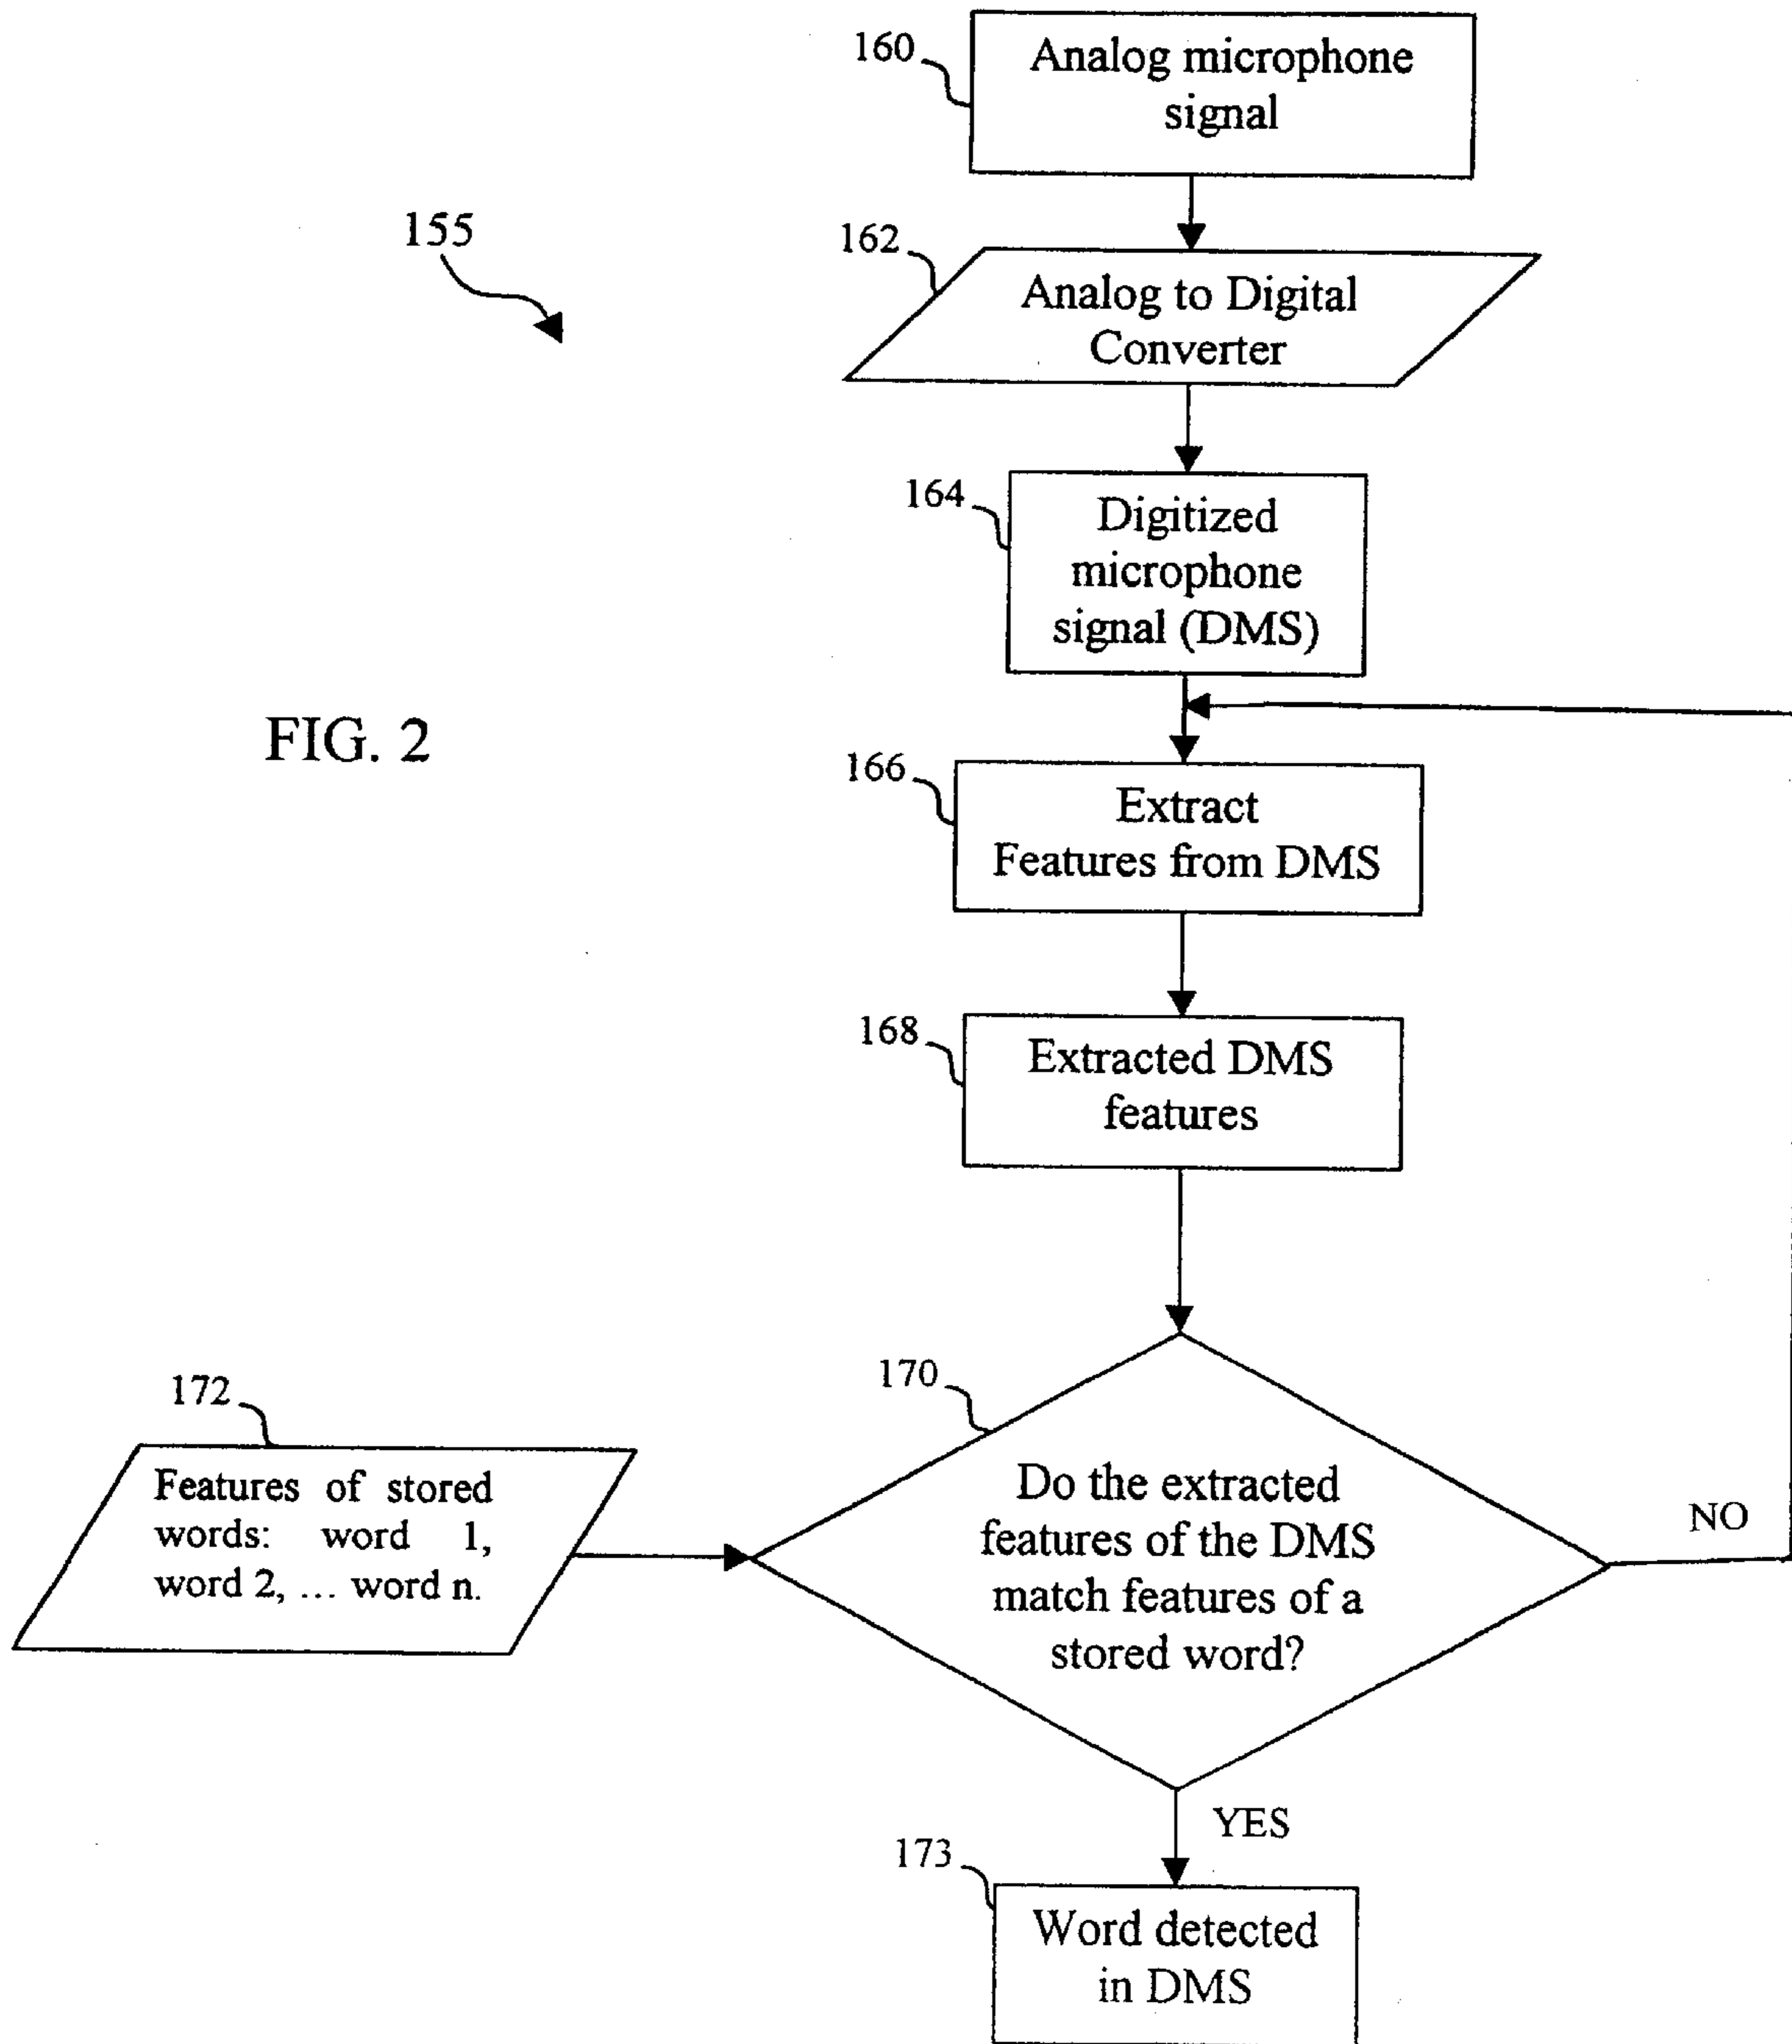 160
Analog microphone
signal
155
162
Analog to Digital
Converter
164
Digitized
microphone
signal (DMS)
FIG. 2
166
Extract
Features from DMS
168
Extracted DMS
features
170
172
Features of stored
words: word 1,
word 2, ... word n.
Do the extracted
features of the DMS
match features of a
stored word?
NO
YES
173
Word detected
in DMS